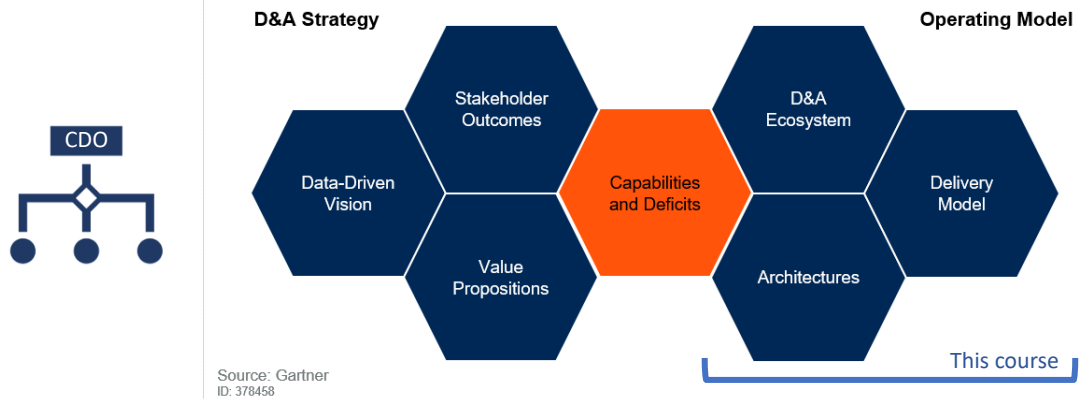 D&A Strategy
Operating Model
CDO
Stakeholder
Outcomes
D&A
Ecosystem
Data-Driven
Vision
Capabilities
and Deficits
Delivery
Model
Value
Propositions
Architectures
This course
Source: Gartner
ID: 378458